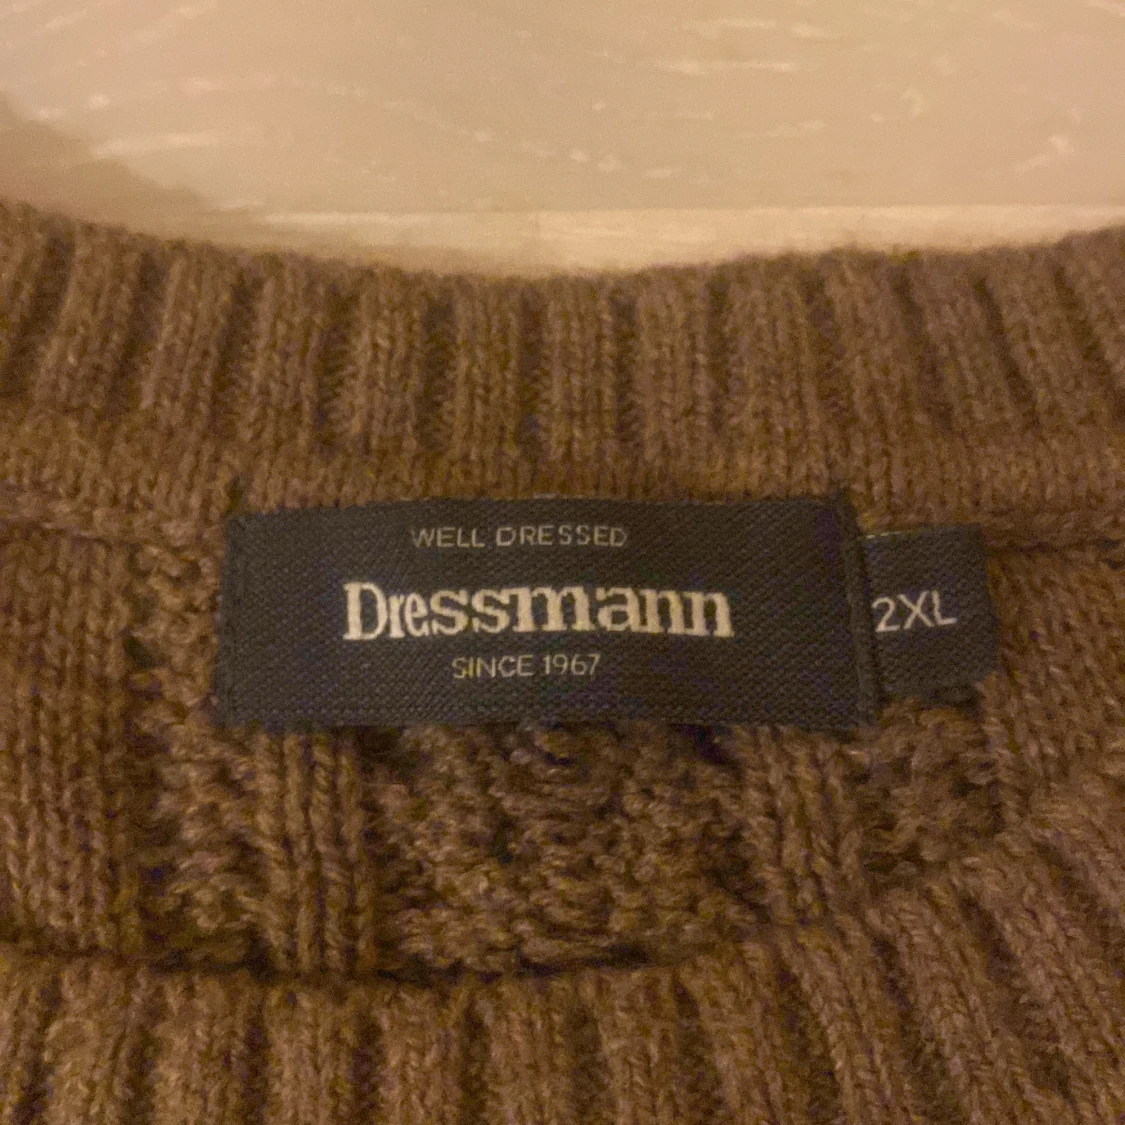 WELL DRESSED
Dressmann
SINCE 1967
2XL